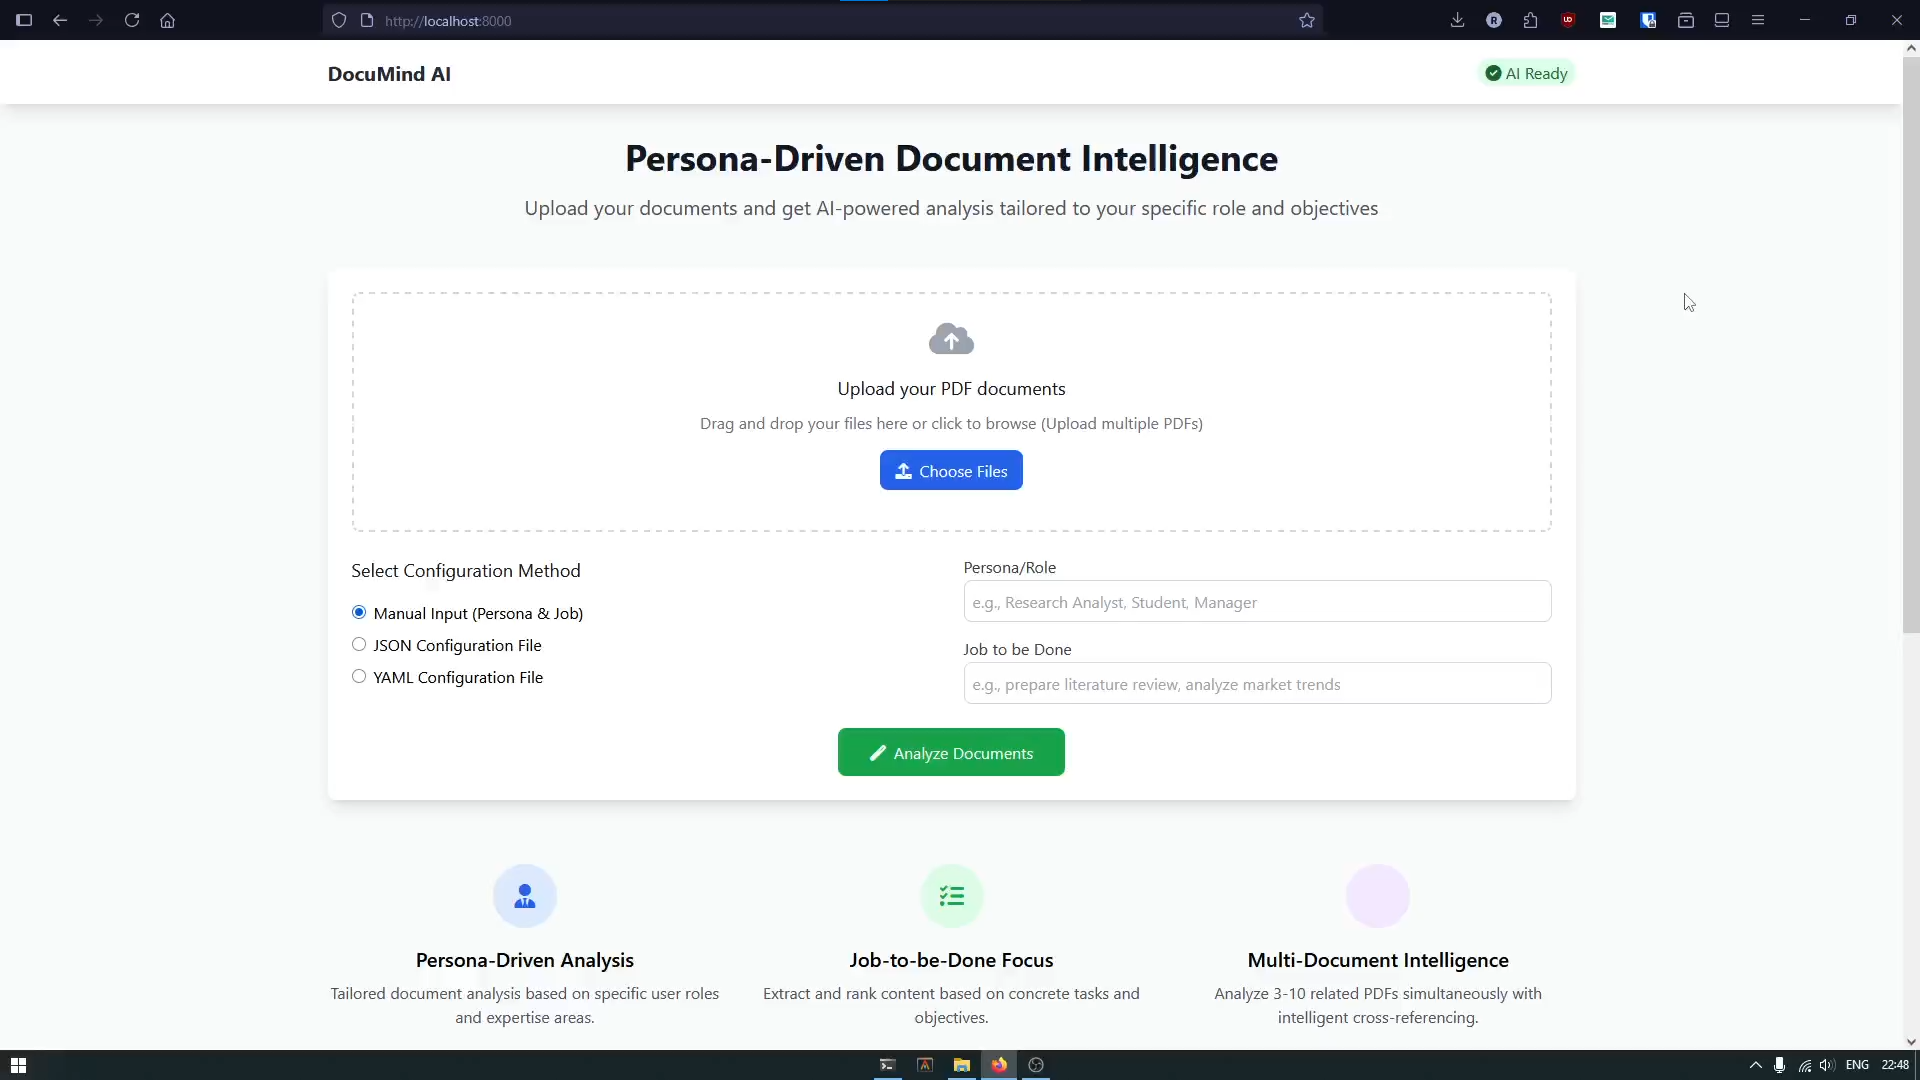 http://localhost:8000
DocuMind AI
AI Ready
Persona-Driven Document Intelligence
Upload your documents and get AI-powered analysis tailored to your specific role and objectives
Upload your PDF documents
Drag and drop your files here or click to browse (Upload multiple PDFs)
Choose Files
Select Configuration Method
Manual Input (Persona & Job)
JSON Configuration File
YAML Configuration File
Persona/Role
e.g., Research Analyst, Student, Manager
Job to be Done
e.g., prepare literature review, analyze market trends
Analyze Documents
Persona-Driven Analysis
Tailored document analysis based on specific user roles
and expertise areas.
Job-to-be-Done Focus
Extract and rank content based on concrete tasks and
objectives.
Multi-Document Intelligence
Analyze 3-10 related PDFs simultaneously with
intelligent cross-referencing.
ENG
22:48